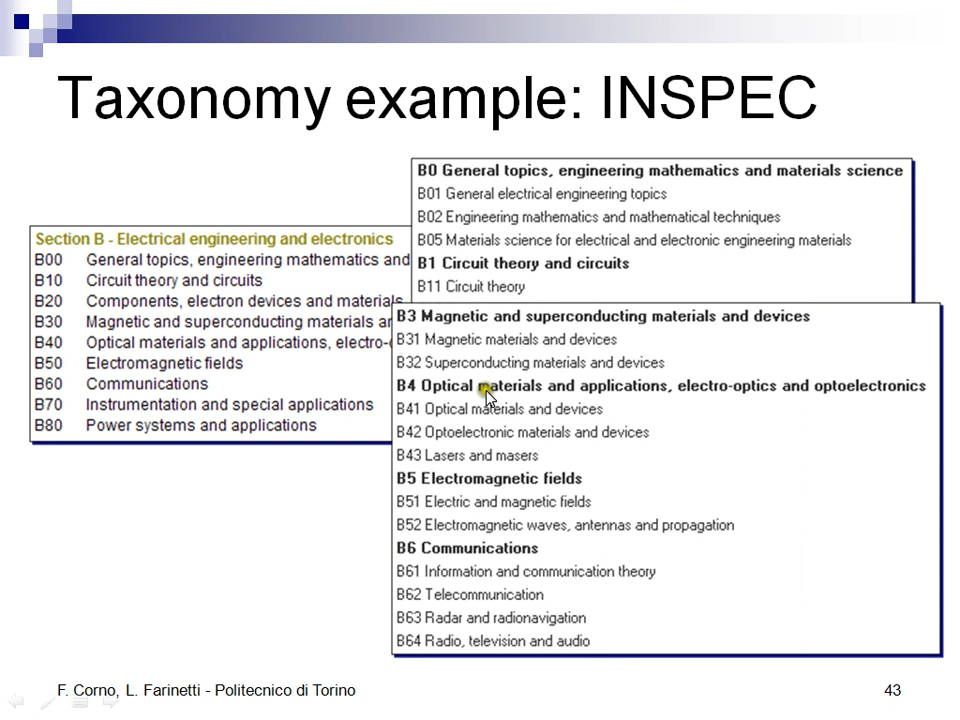 Taxonomy example: INSPEC
Section B - Electrical engineering and electronics
B00 General topics, engineering mathematics and
B10 Circuit theory and circuits
B20 Components, electron devices and materials
B30 Magnetic and superconducting materials
B40 Optical materials and applications, electro-
B50 Electromagnetic fields
B60 Communications
B70 Instrumentation and special applications
B80 Power systems and applications
B0 General topics, engineering mathematics and materials science
B01 General electrical engineering topics
B02 Engineering mathematics and mathematical techniques
B05 Materials science for electrical and electronic engineering materials
B1 Circuit theory and circuits
B11 Circuit theory
B3 Magnetic and superconducting materials and devices
B31 Magnetic materials and devices
B32 Superconducting materials and devices
B4 Optical materials and applications, electro-optics and optoelectronics
B41 Optical materials and devices
B42 Optoelectronic materials and devices
B43 Lasers and masers
B5 Electromagnetic fields
B51 Electric and magnetic fields
B52 Electromagnetic waves, antennas and propagation
B6 Communications
B61 Information and communication theory
B62 Telecommunication
B63 Radar and radionavigation
B64 Radio, television and audio
F. Corno, L. Farinetti - Politecnico di Torino
43